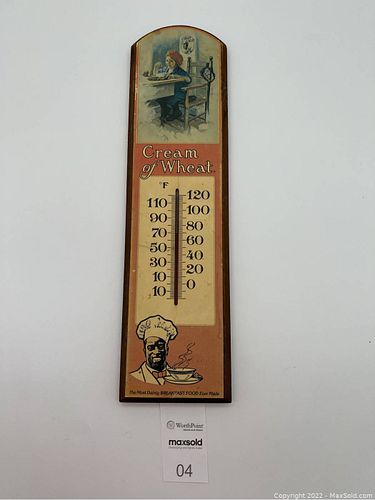 Cream
of Wheat
°F
120
110
100
90
80
70
60
50
40
30
20
10
0
10
The Most Dainty BREAKFAST FOOD Ever Made
WorthPoint
maxsold
04
© Copyright 2022 - MaxSold.com